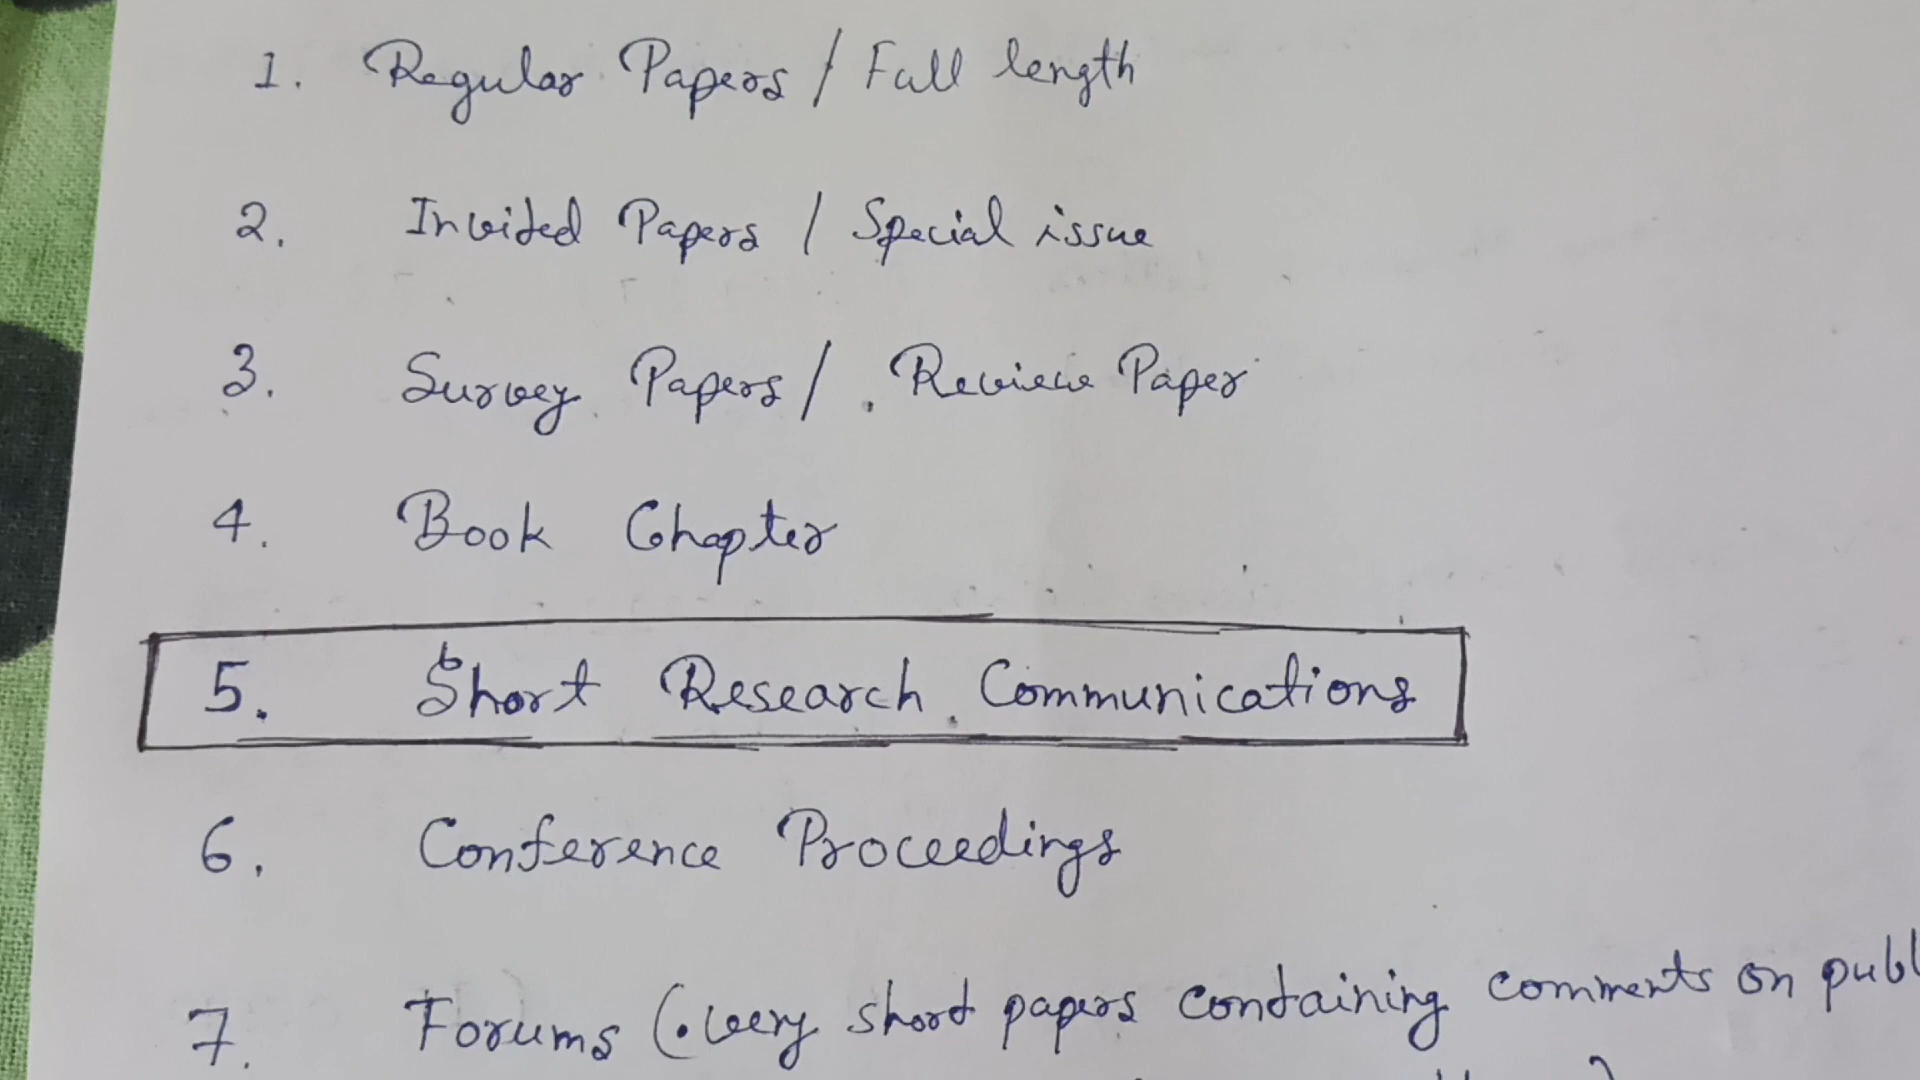 1. Regular Papers / Full length
2. Invited Papers / Special issue
3. Survey Papers / Review Paper
4. Book Chapter
5. Short Research Communications
6. Conference Proceedings
7. Forums (very short papers containing comments on publ